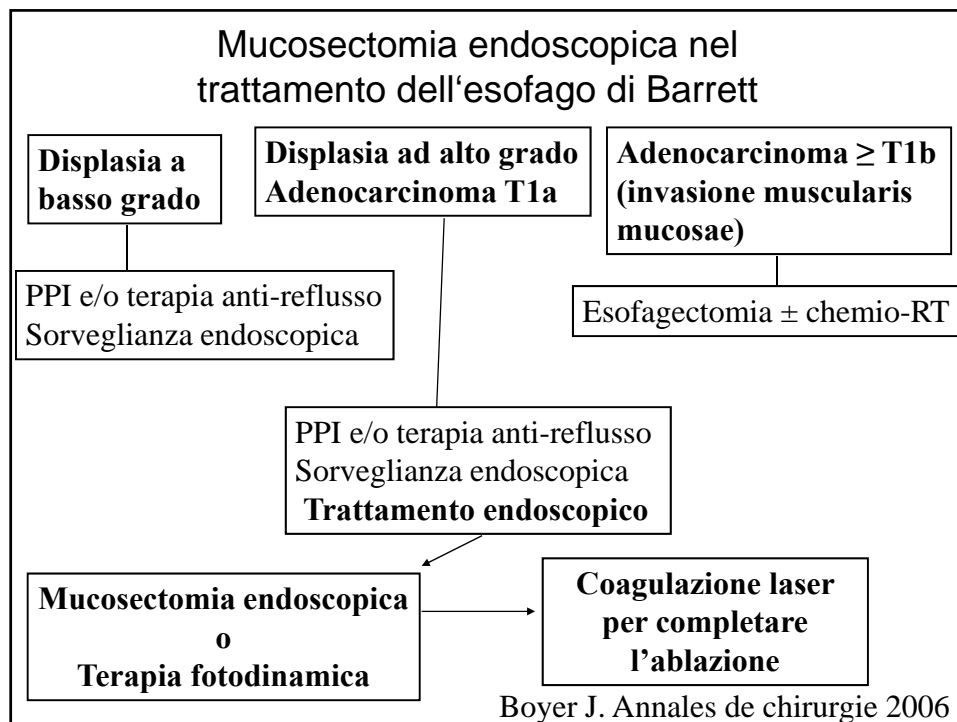 Mucosectomia endoscopica nel
trattamento dell‘esofago di Barrett
Displasia a
basso grado
Displasia ad alto grado
Adenocarcinoma T1a
Adenocarcinoma ≥ T1b
(invasione muscularis
mucosae)
PPI e/o terapia anti-reflusso
Sorveglianza endoscopica
Esofagectomia ± chemio-RT
PPI e/o terapia anti-reflusso
Sorveglianza endoscopica
Trattamento endoscopico
Mucosectomia endoscopica
o
Terapia fotodinamica
Coagulazione laser
per completare
l’ablazione
Boyer J. Annales de chirurgie 2006